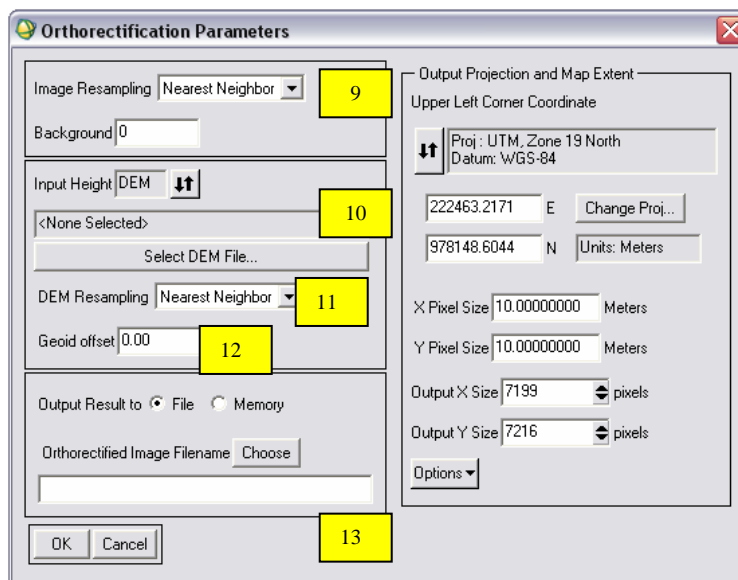 Orthorectification Parameters
Image Resampling Nearest Neighbor
9
Background 0
Input Height DEM
10
<None Selected>
Select DEM File...
DEM Resampling Nearest Neighbor
11
Geoid offset 0.00
12
Output Result to File Memory
Orthorectified Image Filename Choose
13
OK Cancel
Output Projection and Map Extent
Upper Left Corner Coordinate
Proj : UTM, Zone 19 North
Datum: WGS-84
222463.2171 E Change Proj...
978148.6044 N Units: Meters
X Pixel Size 10.00000000 Meters
Y Pixel Size 10.00000000 Meters
Output X Size 7199 pixels
Output Y Size 7216 pixels
Options